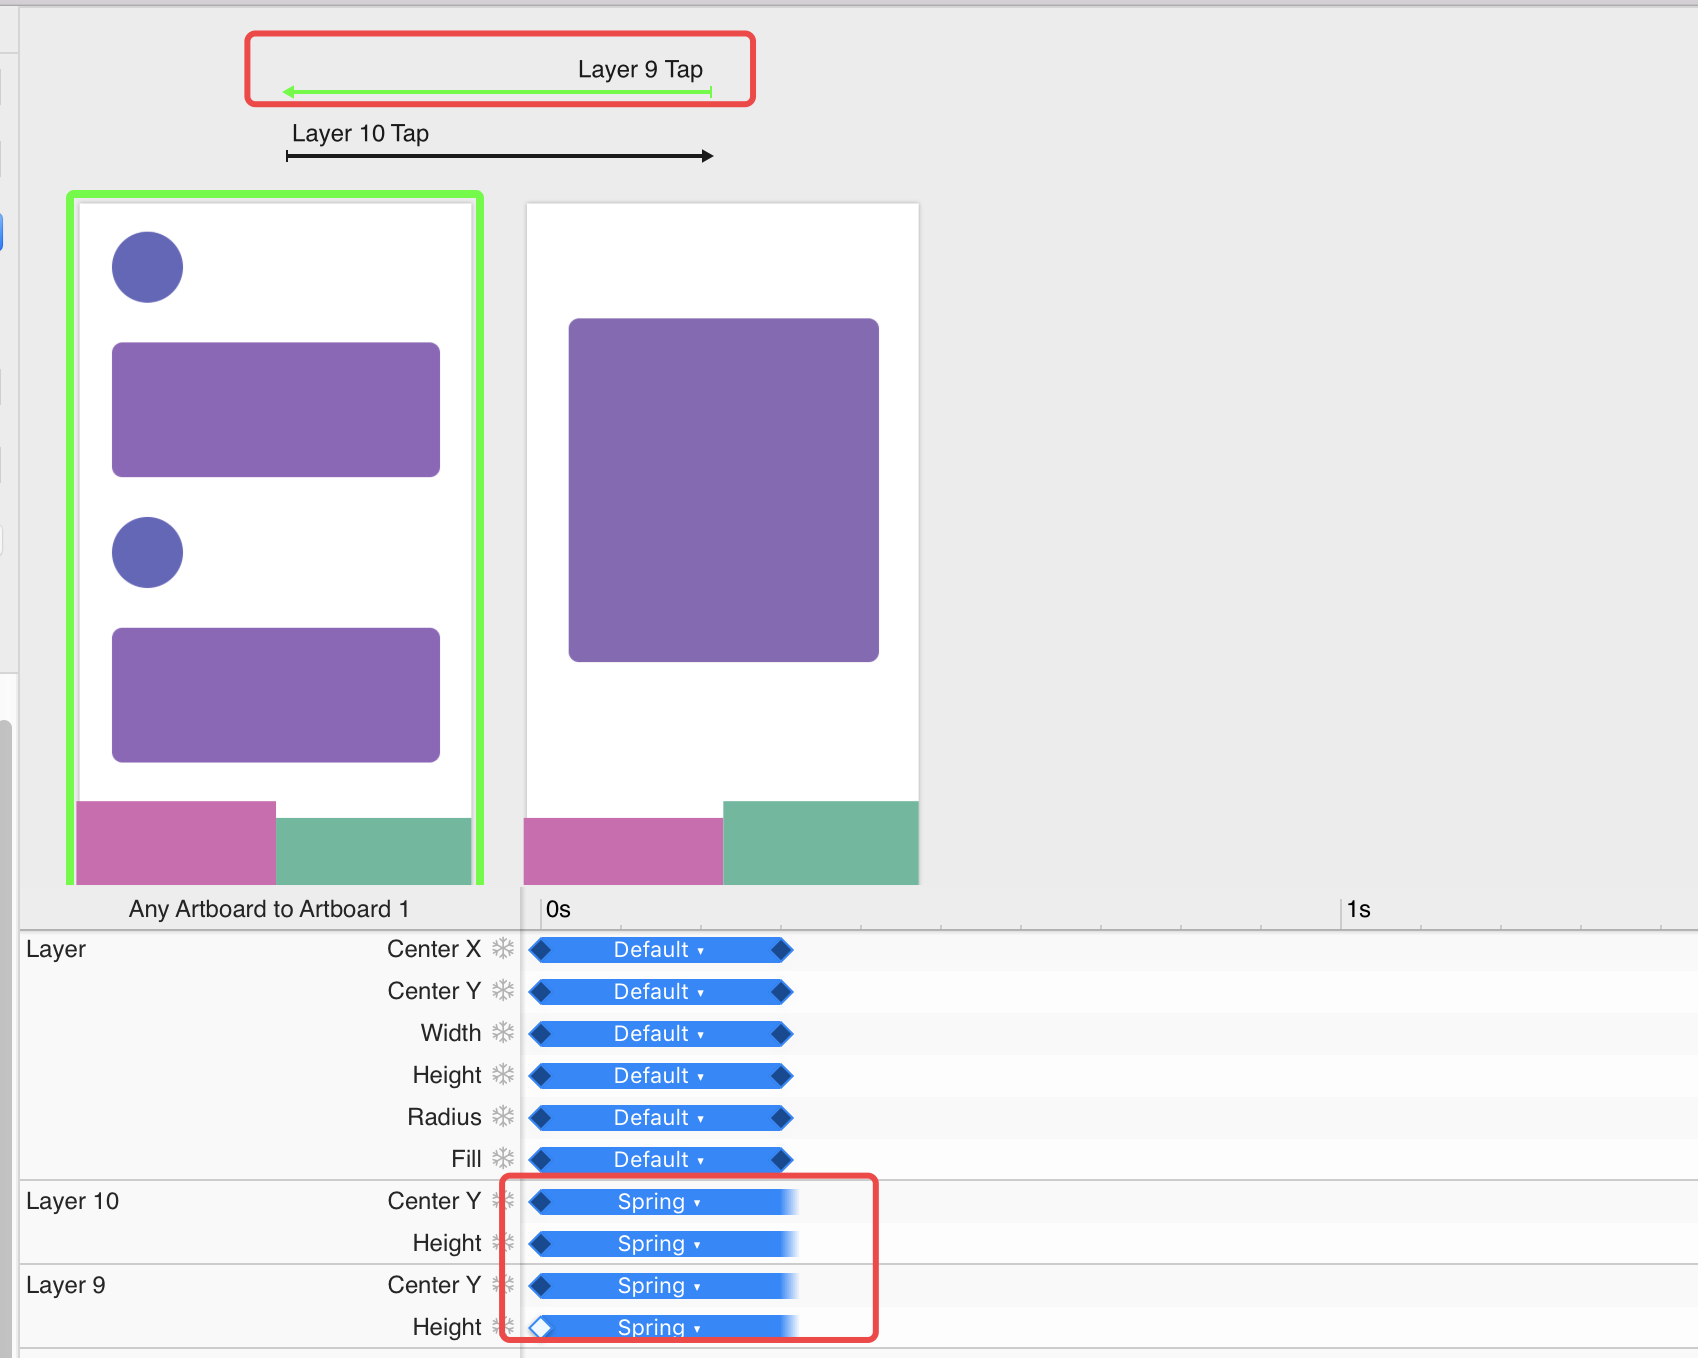 Layer 9 Tap
Layer 10 Tap
Any Artboard to Artboard 1
0s
1s
Layer
Center X
Default
Center Y
Default
Width
Default
Height
Default
Radius
Default
Fill
Default
Layer 10
Center Y
Spring
Height
Spring
Layer 9
Center Y
Spring
Height
Spring